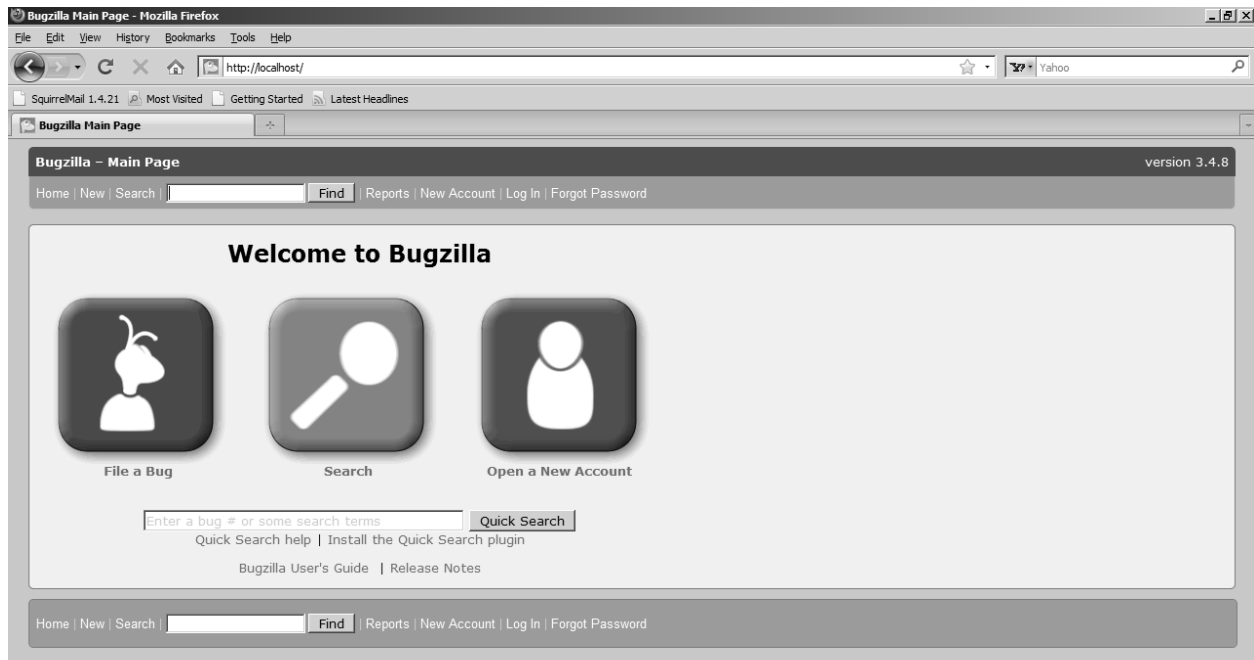 Bugzilla Main Page - Mozilla Firefox
File Edit View History Bookmarks Tools Help
http://localhost/ Yahoo
SquirrelMail 1.4.21 Most Visited Getting Started Latest Headlines
Bugzilla Main Page
Bugzilla – Main Page version 3.4.8
Home | New | Search | Find | Reports | New Account | Log In | Forgot Password
Welcome to Bugzilla
File a Bug Search Open a New Account
Enter a bug # or some search terms Quick Search
Quick Search help | Install the Quick Search plugin
Bugzilla User's Guide | Release Notes
Home | New | Search | Find | Reports | New Account | Log In | Forgot Password